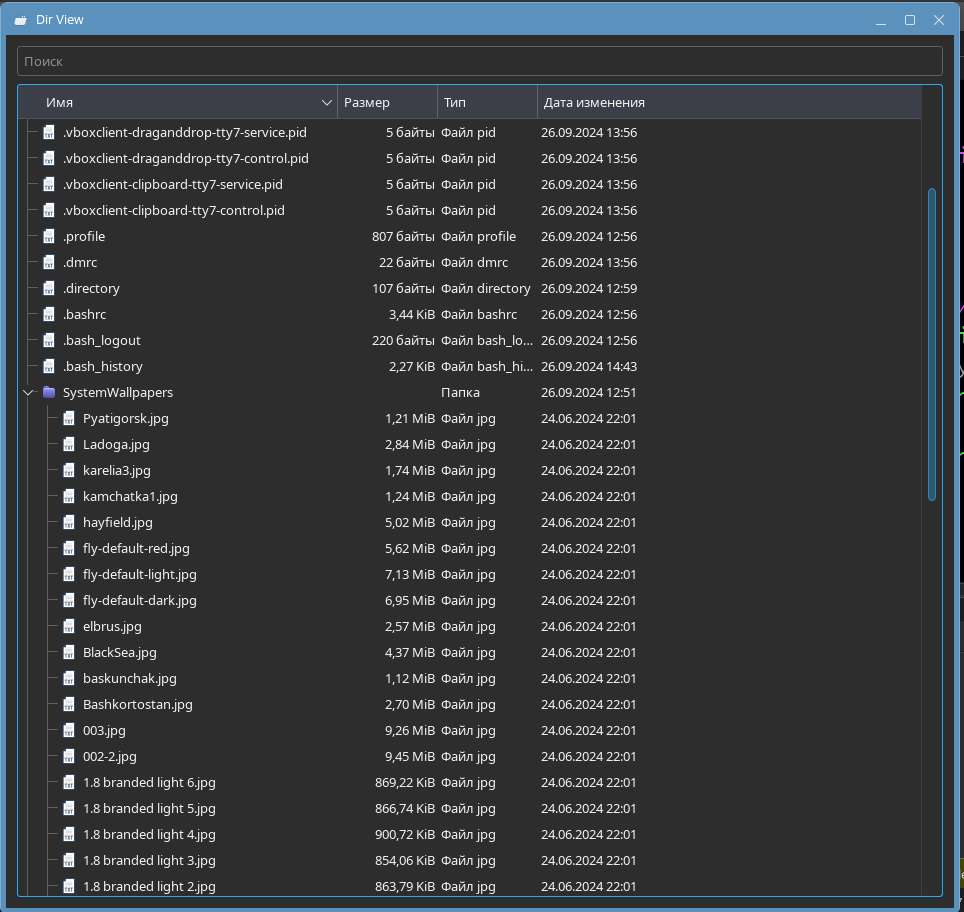 Dir View
Поиск
Имя Размер Тип Дата изменения
.vboxclient-draganddrop-tty7-service.pid 5 байты Файл pid 26.09.2024 13:56
.vboxclient-draganddrop-tty7-control.pid 5 байты Файл pid 26.09.2024 13:56
.vboxclient-clipboard-tty7-service.pid 5 байты Файл pid 26.09.2024 13:56
.vboxclient-clipboard-tty7-control.pid 5 байты Файл pid 26.09.2024 13:56
.profile 807 байты Файл profile 26.09.2024 12:56
.dmrc 22 байты Файл dmrc 26.09.2024 13:56
.directory 107 байты Файл directory 26.09.2024 12:59
.bashrc 3,44 KiB Файл bashrc 26.09.2024 12:56
.bash_logout 220 байты Файл bash_lo... 26.09.2024 12:56
.bash_history 2,27 KiB Файл bash_hi... 26.09.2024 14:43
SystemWallpapers Папка 26.09.2024 12:51
Pyatigorsk.jpg 1,21 MiB Файл jpg 24.06.2024 22:01
Ladoga.jpg 2,84 MiB Файл jpg 24.06.2024 22:01
karelia3.jpg 1,74 MiB Файл jpg 24.06.2024 22:01
kamchatka1.jpg 1,24 MiB Файл jpg 24.06.2024 22:01
hayfield.jpg 5,02 MiB Файл jpg 24.06.2024 22:01
fly-default-red.jpg 5,62 MiB Файл jpg 24.06.2024 22:01
fly-default-light.jpg 7,13 MiB Файл jpg 24.06.2024 22:01
fly-default-dark.jpg 6,95 MiB Файл jpg 24.06.2024 22:01
elbrus.jpg 2,57 MiB Файл jpg 24.06.2024 22:01
BlackSea.jpg 4,37 MiB Файл jpg 24.06.2024 22:01
baskunchak.jpg 1,12 MiB Файл jpg 24.06.2024 22:01
Bashkortostan.jpg 2,70 MiB Файл jpg 24.06.2024 22:01
003.jpg 9,26 MiB Файл jpg 24.06.2024 22:01
002-2.jpg 9,45 MiB Файл jpg 24.06.2024 22:01
1.8 branded light 6.jpg 869,22 KiB Файл jpg 24.06.2024 22:01
1.8 branded light 5.jpg 866,74 KiB Файл jpg 24.06.2024 22:01
1.8 branded light 4.jpg 900,72 KiB Файл jpg 24.06.2024 22:01
1.8 branded light 3.jpg 854,06 KiB Файл jpg 24.06.2024 22:01
1.8 branded light 2.jpg 863,79 KiB Файл jpg 24.06.2024 22:01